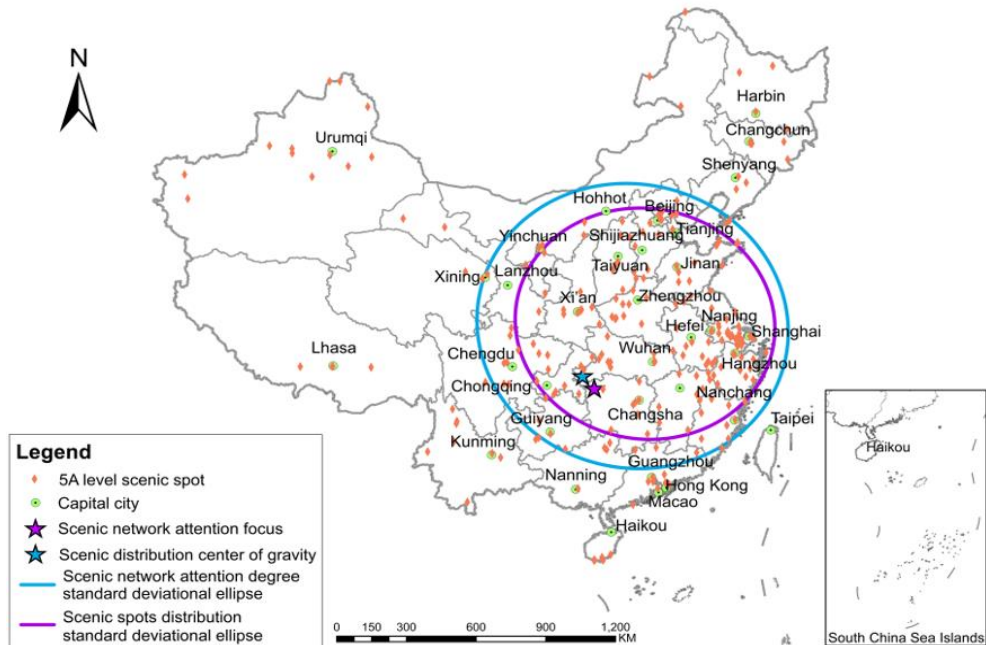 N
Harbin
Urumqi
Changchun
Shenyang
Hohhot
Beijing
Tianjing
Yinchuan
Shijiazhuang
Xining
Lanzhou
Taiyuan
Jinan
Xi'an
Zhengzhou
Nanjing
Hefei
Shanghai
Lhasa
Chengdu
Wuhan
Hangzhou
Chongqing
Nanchang
Changsha
Guiyang
Taipei
Kunming
Guangzhou
Nanning
Hong Kong
Macao
Haikou
Haikou
Legend
5A level scenic spot
Capital city
Scenic network attention focus
Scenic distribution center of gravity
Scenic network attention degree
standard deviational ellipse
Scenic spots distribution
standard deviational ellipse
0 150 300 600 900 1,200
KM
South China Sea Islands